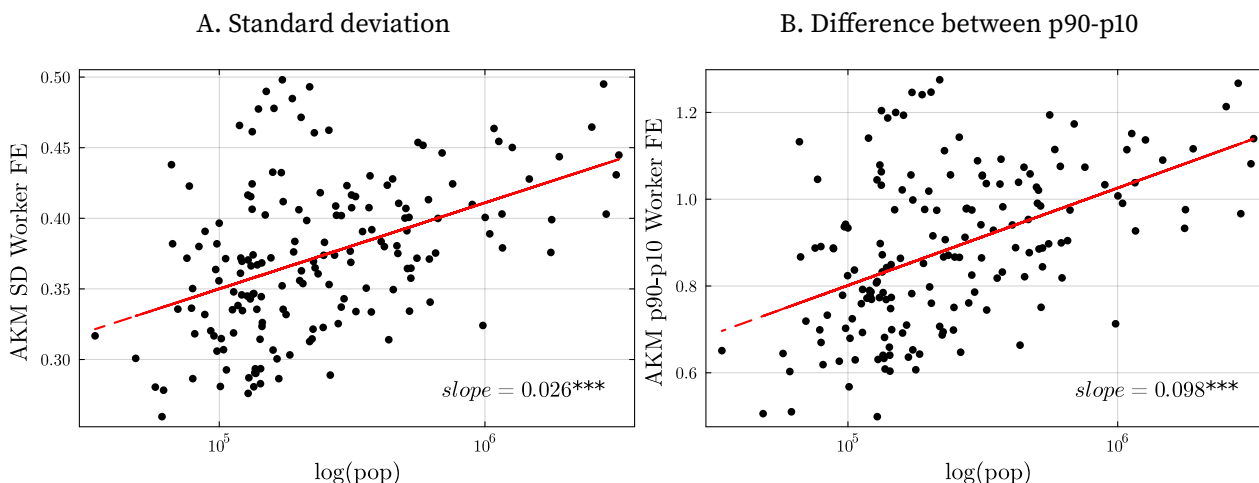 A. Standard deviation
AKM SD Worker FE
0.50
0.45
0.40
0.35
0.30
10^5
10^6
slope = 0.026***
log(pop)
B. Difference between p90-p10
AKM p90-p10 Worker FE
1.2
1.0
0.8
0.6
10^5
10^6
slope = 0.098***
log(pop)